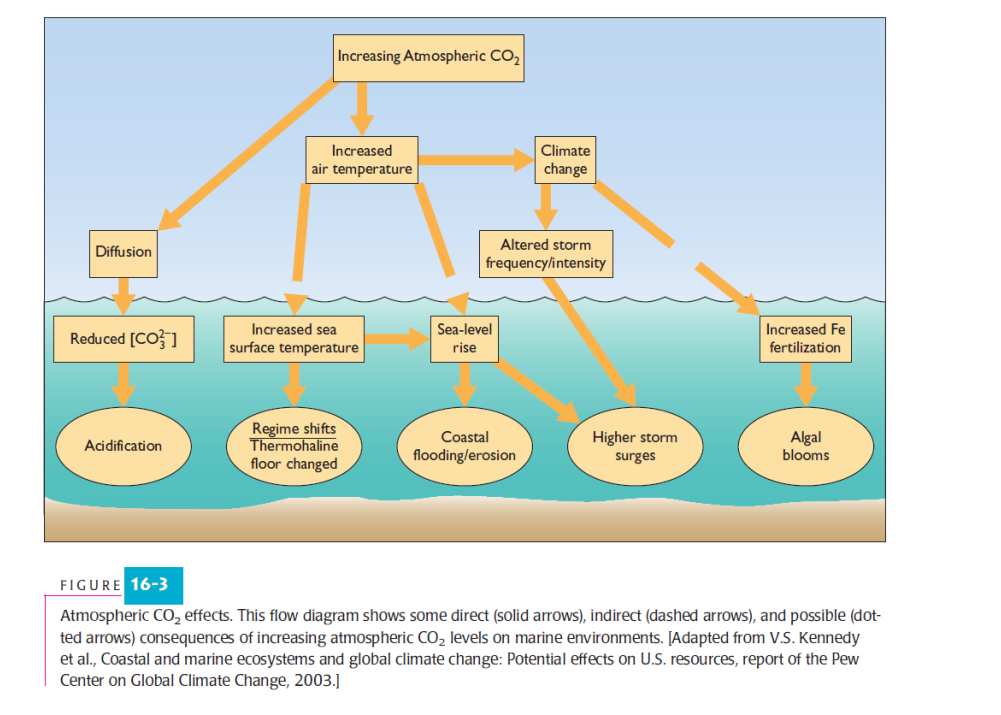 Increasing Atmospheric CO₂
Increased
air temperature
Climate
change
Diffusion
Altered storm
frequency/intensity
Reduced [CO₃²⁻]
Increased sea
surface temperature
Sea-level
rise
Increased Fe
fertilization
Acidification
Regime shifts
Thermohaline
floor changed
Coastal
flooding/erosion
Higher storm
surges
Algal
blooms
FIGURE 16-3
Atmospheric CO₂ effects. This flow diagram shows some direct (solid arrows), indirect (dashed arrows), and possible (dot-
ted arrows) consequences of increasing atmospheric CO₂ levels on marine environments. [Adapted from V.S. Kennedy
et al., Coastal and marine ecosystems and global climate change: Potential effects on U.S. resources, report of the Pew
Center on Global Climate Change, 2003.]